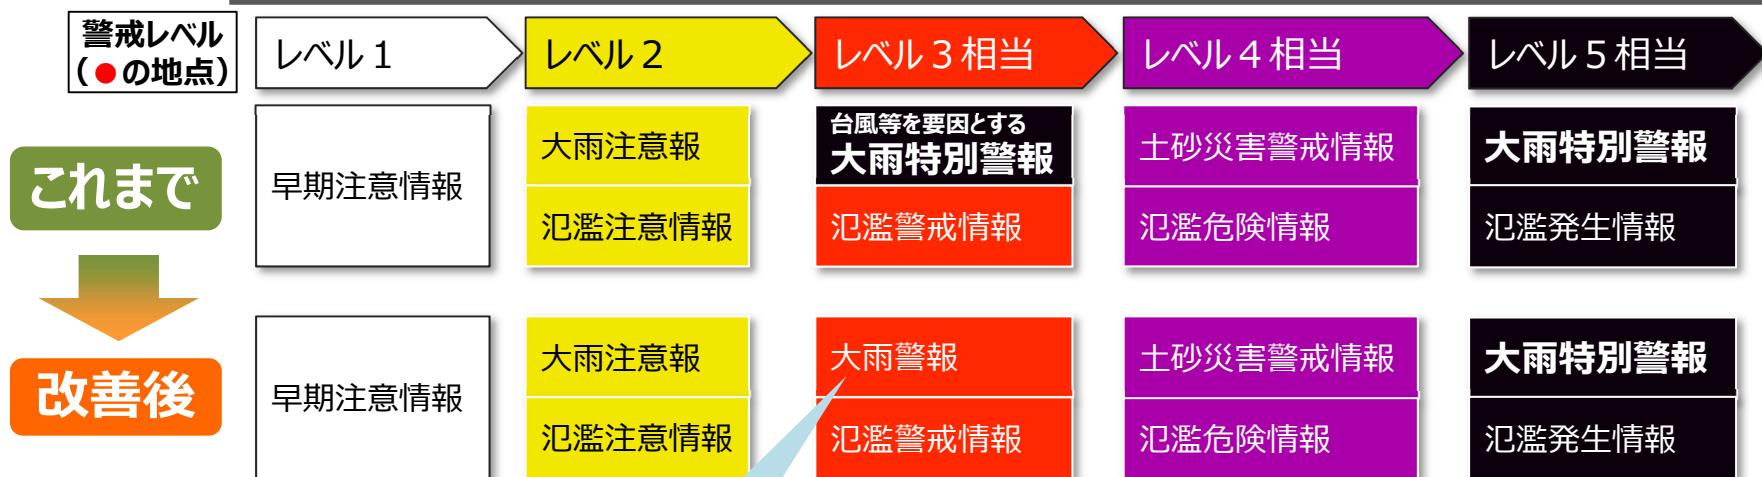 警戒レベル
(●の地点)
レベル１
レベル２
レベル３相当
レベル４相当
レベル５相当
これまで
早期注意情報
大雨注意報
氾濫注意情報
台風等を要因とする
大雨特別警報
氾濫警戒情報
土砂災害警戒情報
氾濫危険情報
大雨特別警報
氾濫発生情報
改善後
早期注意情報
大雨注意報
氾濫注意情報
大雨警報
氾濫警戒情報
土砂災害警戒情報
氾濫危険情報
大雨特別警報
氾濫発生情報